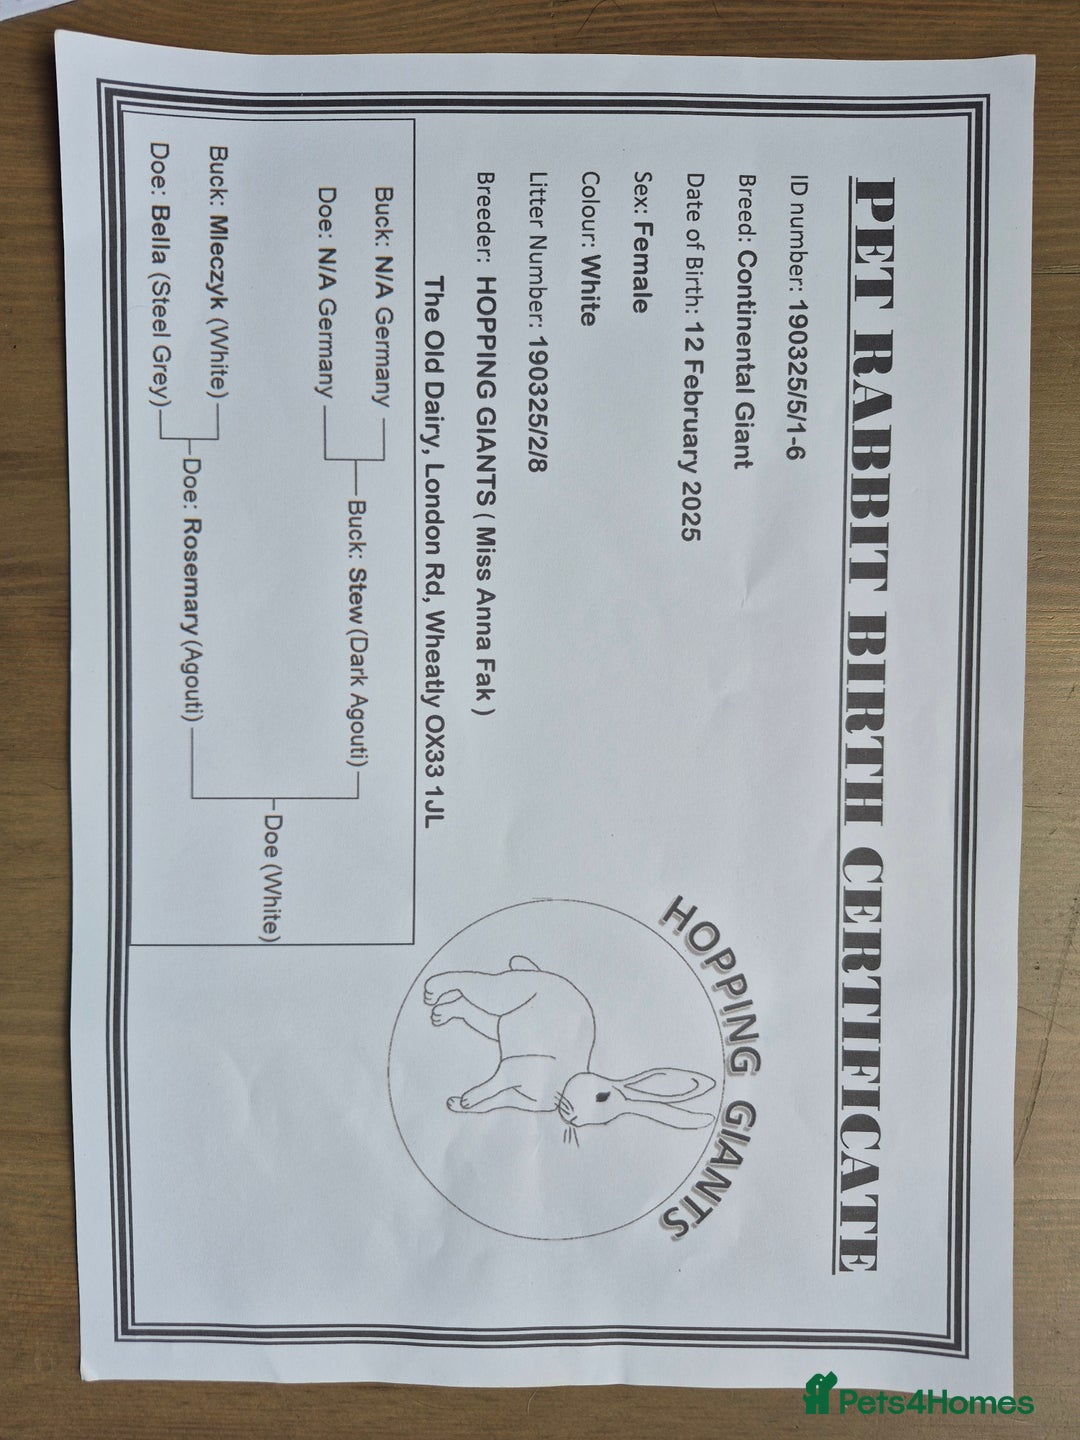 PET RABBIT BIRTH CERTIFICATE
ID number: 190325/5/1-6
Breed: Continental Giant
Date of Birth: 12 February 2025
Sex: Female
Colour: White
Litter Number: 190325/2/8
Breeder: HOPPING GIANTS ( Miss Anna Fak )
The Old Dairy, London Rd, Wheatly OX33 1JL
HOPPING GIANTS
Buck: N/A Germany
Doe: N/A Germany
Buck: Stew (Dark Agouti)
Buck: Mleczyk (White)
Doe: Bella (Steel Grey)
Doe: Rosemary (Agouti)
Doe (White)
Pets4Homes